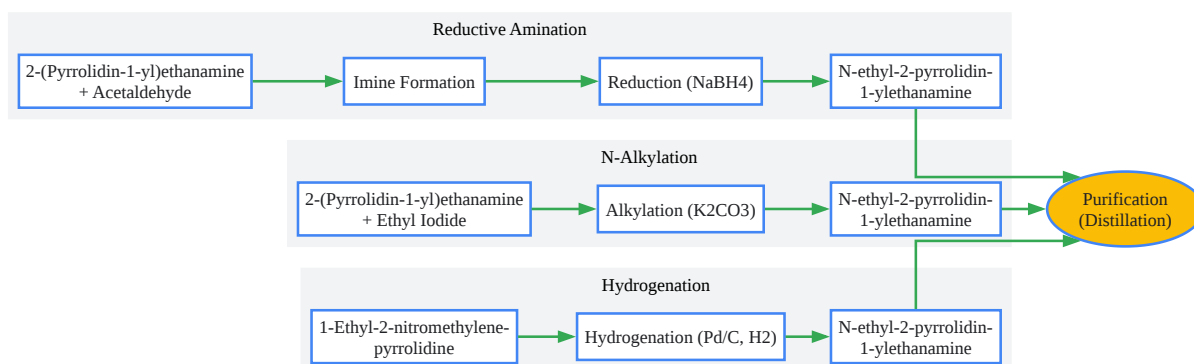 Reductive Amination
2-(Pyrrolidin-1-yl)ethanamine
+ Acetaldehyde
Imine Formation
Reduction (NaBH4)
N-ethyl-2-pyrrolidin-
1-ylethanamine
N-Alkylation
2-(Pyrrolidin-1-yl)ethanamine
+ Ethyl Iodide
Alkylation (K2CO3)
N-ethyl-2-pyrrolidin-
1-ylethanamine
Purification
(Distillation)
Hydrogenation
1-Ethyl-2-nitromethylene-
pyrrolidine
Hydrogenation (Pd/C, H2)
N-ethyl-2-pyrrolidin-
1-ylethanamine